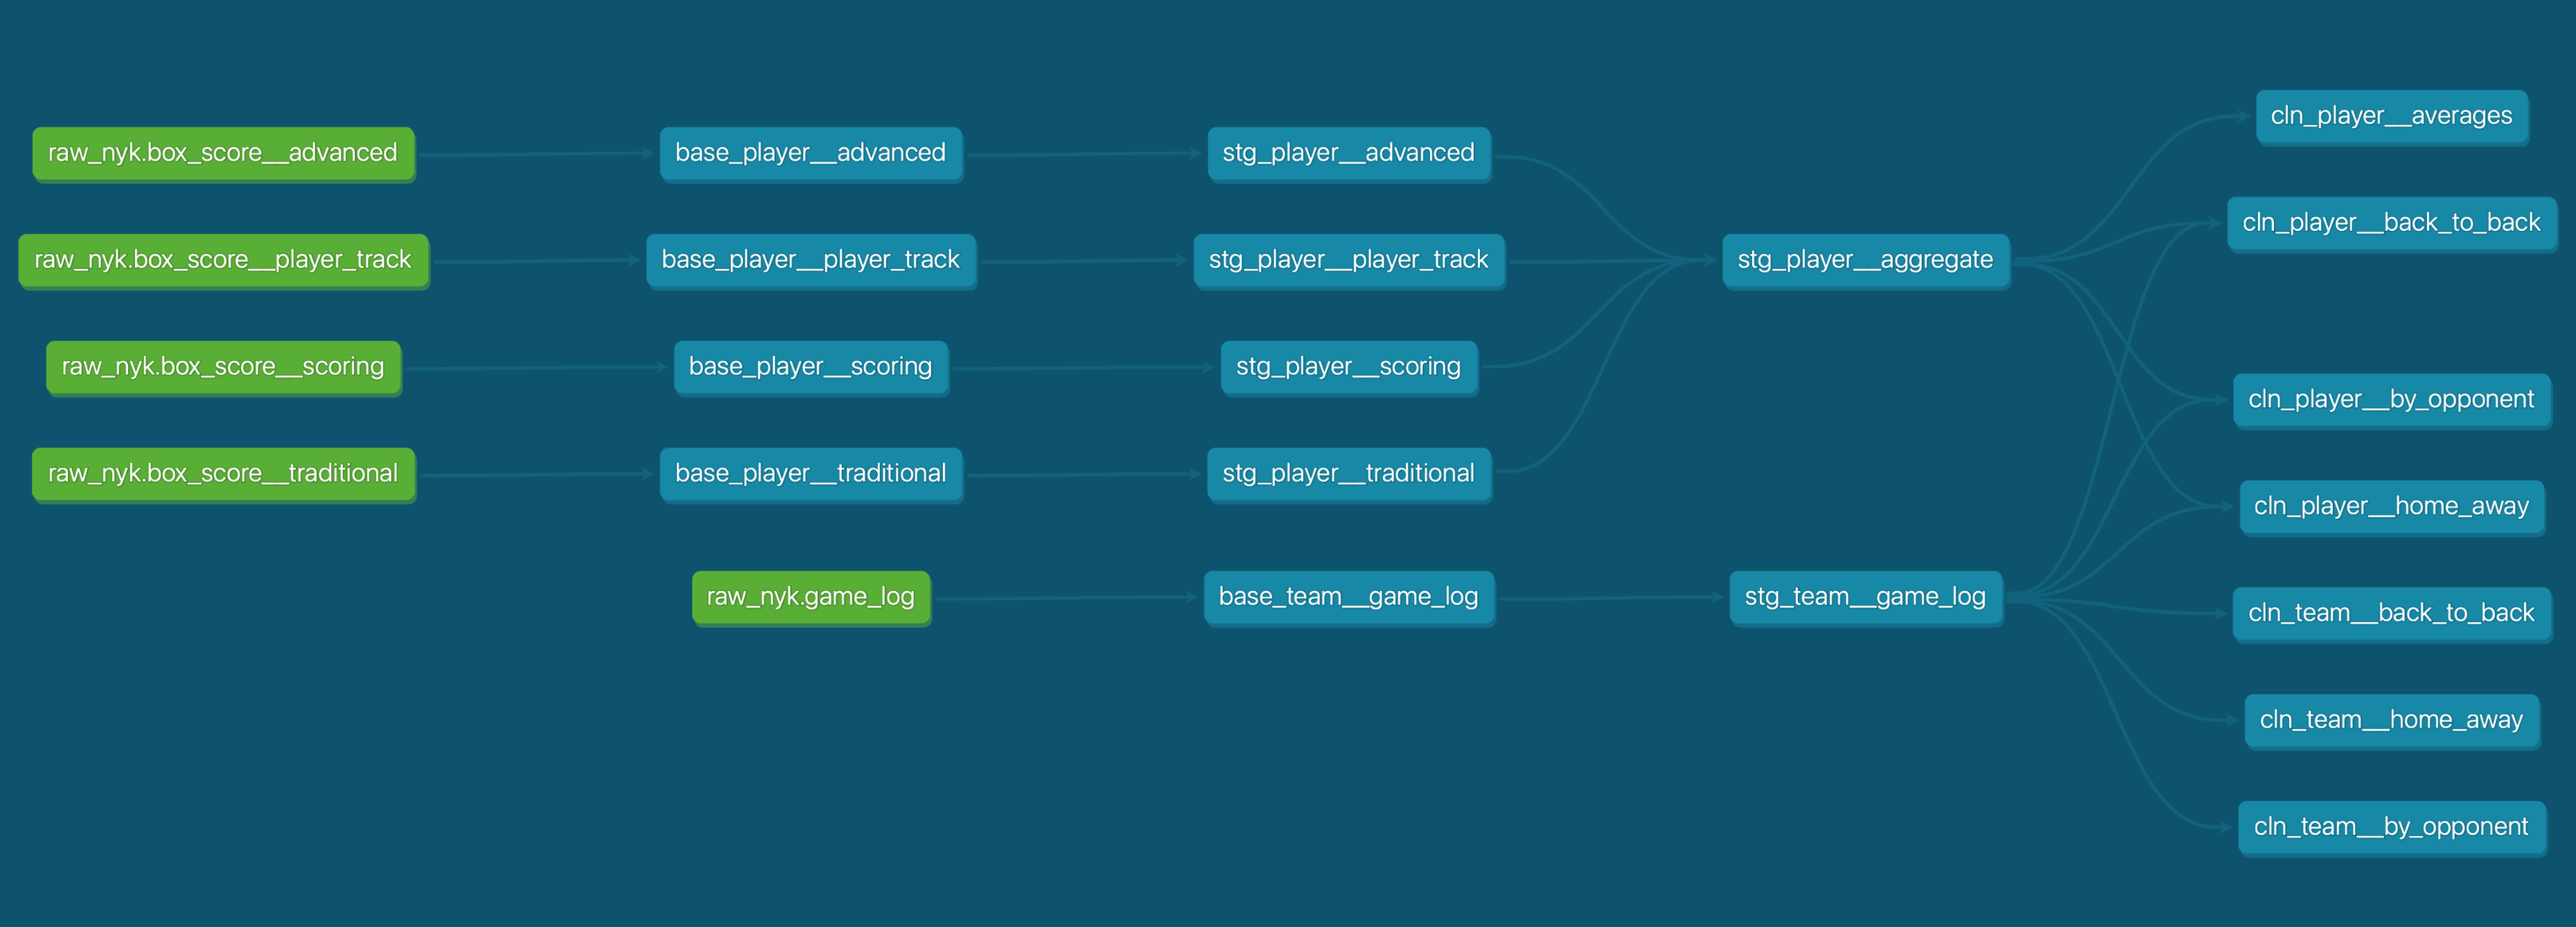 cln_player__averages
raw_nyk.box_score__advanced
base_player__advanced
stg_player__advanced
cln_player__back_to_back
raw_nyk.box_score__player_track
base_player__player_track
stg_player__player_track
stg_player__aggregate
raw_nyk.box_score__scoring
base_player__scoring
stg_player__scoring
cln_player__by_opponent
raw_nyk.box_score__traditional
base_player__traditional
stg_player__traditional
cln_player__home_away
raw_nyk.game_log
base_team__game_log
stg_team__game_log
cln_team__back_to_back
cln_team__home_away
cln_team__by_opponent